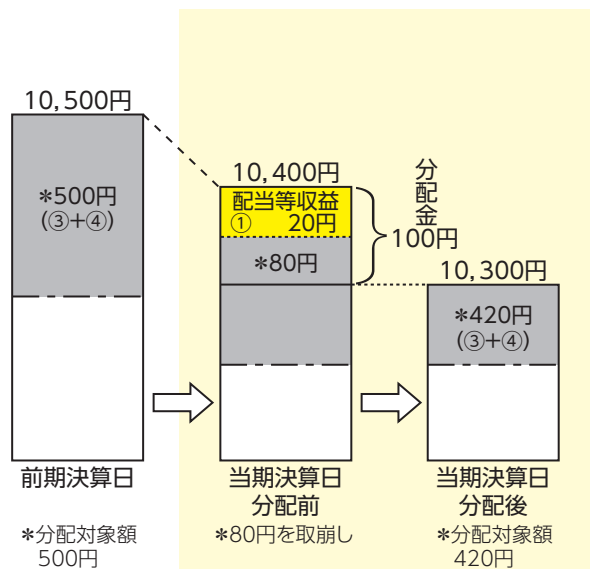 10,500円
*500円
(③+④)
前期決算日
*分配対象額
500円
10,400円
配当等収益
① 20円
*80円
分配金
100円
当期決算日
分配前
*80円を取崩し
10,300円
*420円
(③+④)
当期決算日
分配後
*分配対象額
420円